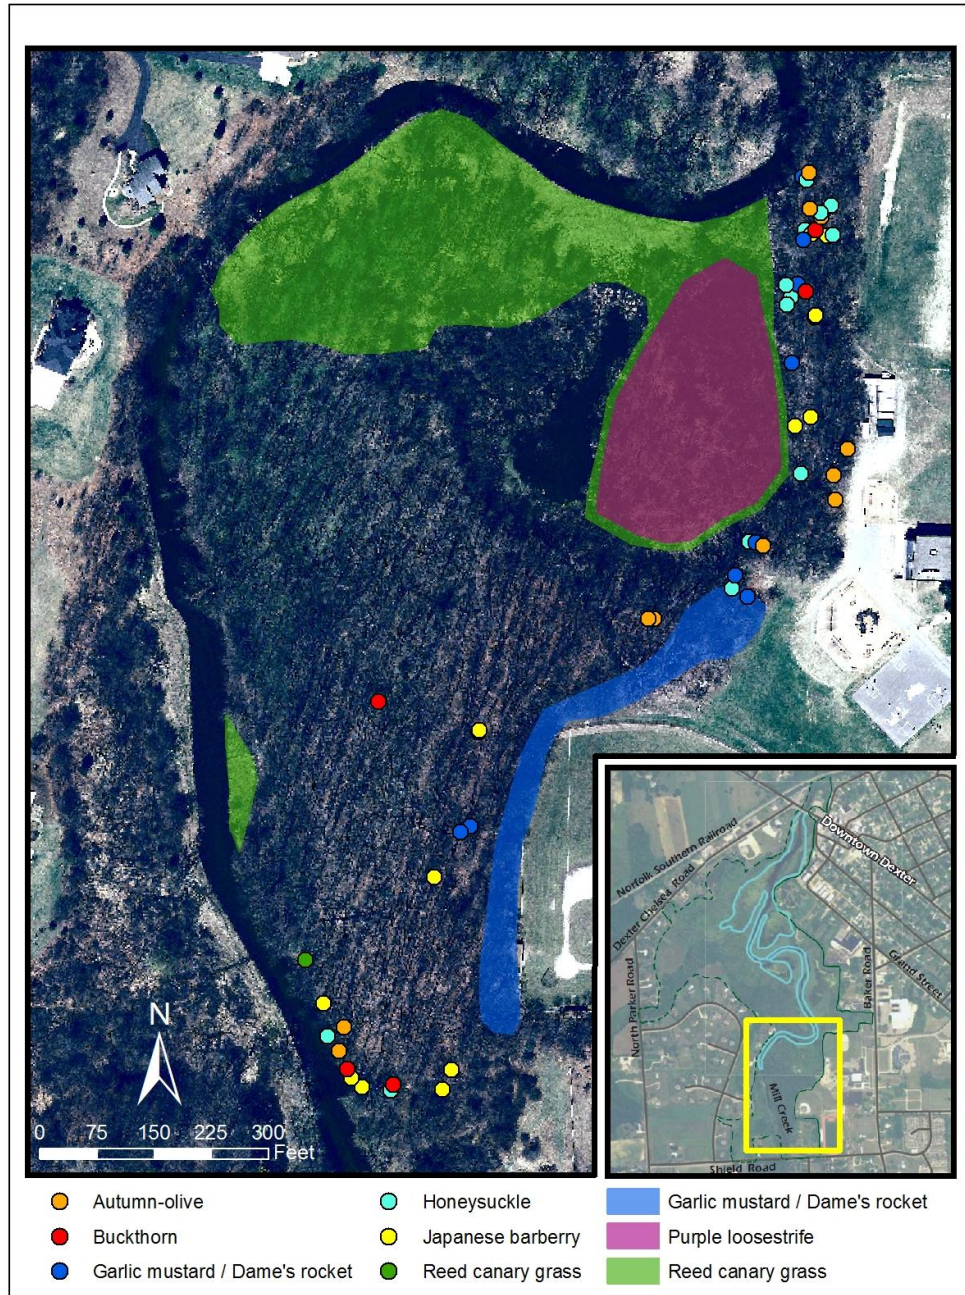 Norfolk Southern Railroad
Downtown Dexter
Dexter Chelsea Road
Grand Street
Baker Road
North Parker Road
Mill Creek
Shield Road
N
0 75 150 225 300
Feet
Autumn-olive
Honeysuckle
Garlic mustard / Dame's rocket
Buckthorn
Japanese barberry
Purple loosestrife
Garlic mustard / Dame's rocket
Reed canary grass
Reed canary grass